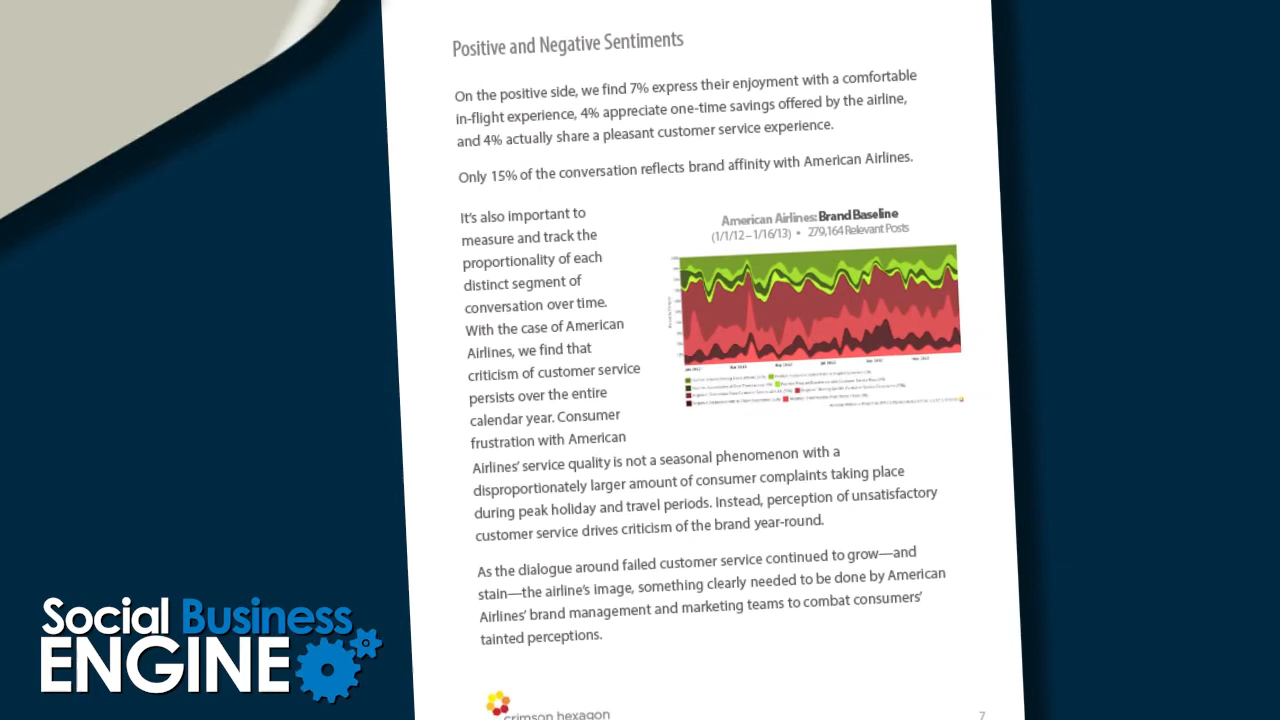 Positive and Negative Sentiments
On the positive side, we find 7% express their enjoyment with a comfortable
in-flight experience, 4% appreciate one-time savings offered by the airline,
and 4% actually share a pleasant customer service experience.
Only 15% of the conversation reflects brand affinity with American Airlines.
It's also important to
measure and track the
proportionality of each
distinct segment of
conversation over time.
With the case of American
Airlines, we find that
criticism of customer service
persists over the entire
calendar year. Consumer
frustration with American
American Airlines: Brand Baseline
(1/1/12–1/16/13) • 279,164 Relevant Posts
Airlines' service quality is not a seasonal phenomenon with a
disproportionately larger amount of consumer complaints taking place
during peak holiday and travel periods. Instead, perception of unsatisfactory
customer service drives criticism of the brand year-round.
As the dialogue around failed customer service continued to grow—and
stain—the airline's image, something clearly needed to be done by American
Airlines' brand management and marketing teams to combat consumers'
tainted perceptions.
crimson hexagon
7
Social Business
ENGINE